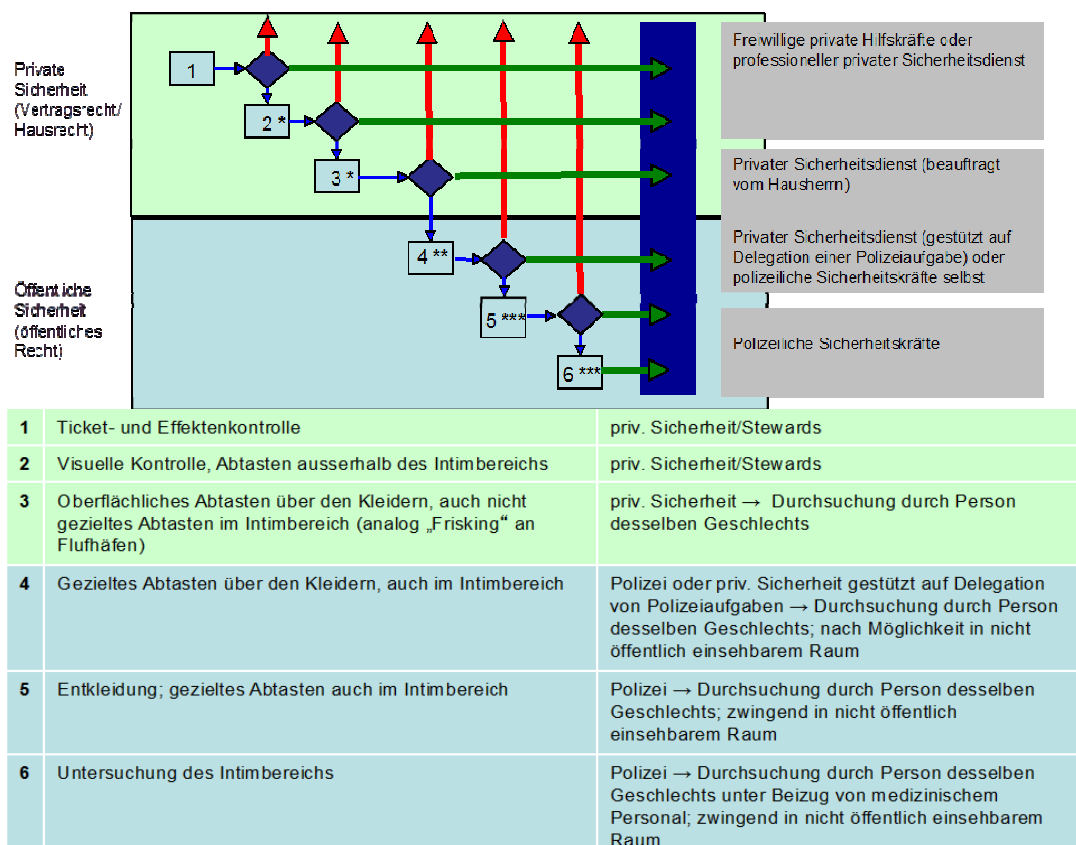 Private
Sicherheit
(Vertragsrecht/
Hausrecht)
1
2 *
3 *
Freiwillige private Hilfskräfte oder
professioneller privater Sicherheitsdienst
Privater Sicherheitsdienst (beauftragt
vom Hausherrn)
Öffentliche
Sicherheit
(öffentliches
Recht)
4 **
5 ***
6 ***
Privater Sicherheitsdienst (gestützt auf
Delegation einer Polizeiaufgabe) oder
polizeiliche Sicherheitskräfte selbst
Polizeiliche Sicherheitskräfte
1 Ticket- und Effektenkontrolle priv. Sicherheit/Stewards
2 Visuelle Kontrolle, Abtasten ausserhalb des Intimbereichs priv. Sicherheit/Stewards
3 Oberflächliches Abtasten über den Kleidern, auch nicht
gezieltes Abtasten im Intimbereich (analog „Frisking“ an
Flufhäfen)
priv. Sicherheit → Durchsuchung durch Person
desselben Geschlechts
4 Gezieltes Abtasten über den Kleidern, auch im Intimbereich
Polizei oder priv. Sicherheit gestützt auf Delegation
von Polizeiaufgaben → Durchsuchung durch Person
desselben Geschlechts; nach Möglichkeit in nicht
öffentlich einsehbarem Raum
5 Entkleidung; gezieltes Abtasten auch im Intimbereich
Polizei → Durchsuchung durch Person desselben
Geschlechts; zwingend in nicht öffentlich
einsehbarem Raum
6 Untersuchung des Intimbereichs
Polizei → Durchsuchung durch Person desselben
Geschlechts unter Beizug von medizinischem
Personal; zwingend in nicht öffentlich einsehbarem
Raum